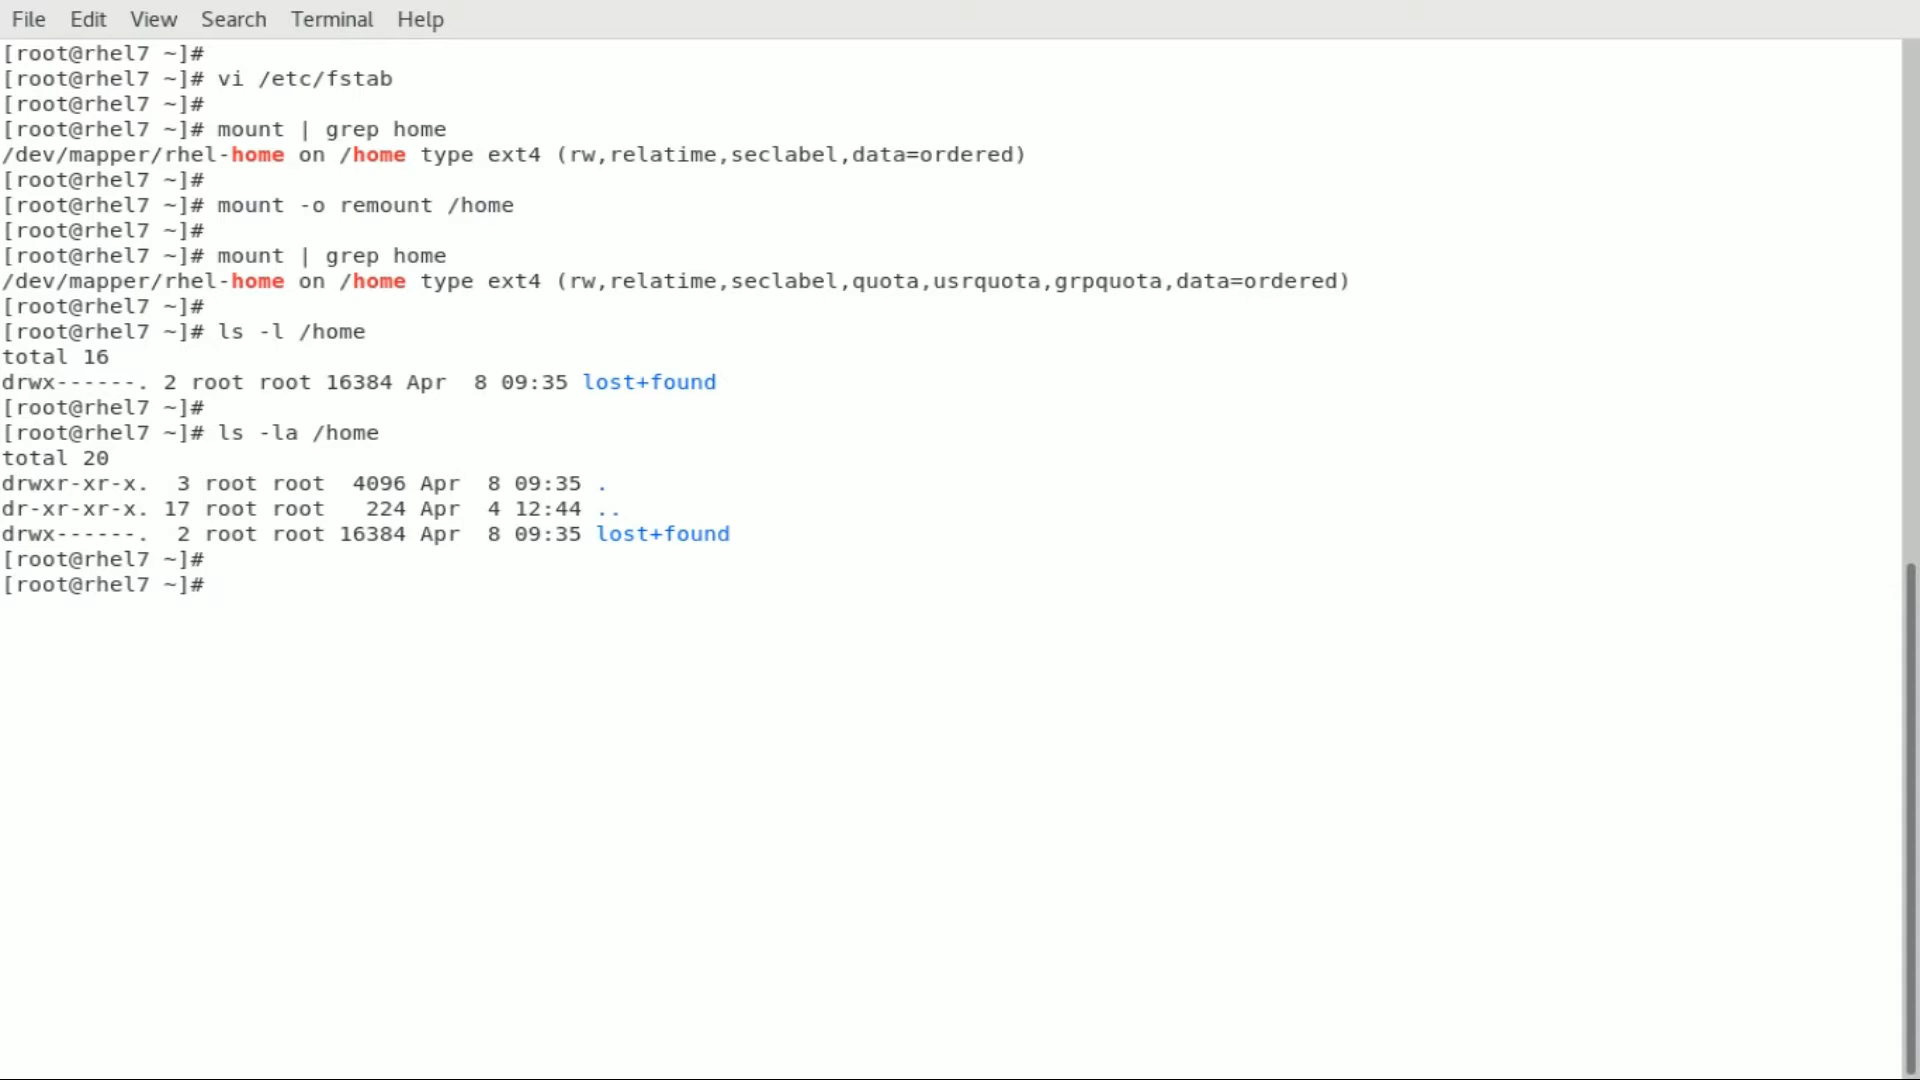 File Edit View Search Terminal Help
[root@rhel7 ~]#
[root@rhel7 ~]# vi /etc/fstab
[root@rhel7 ~]#
[root@rhel7 ~]# mount | grep home
/dev/mapper/rhel-home on /home type ext4 (rw,relatime,seclabel,data=ordered)
[root@rhel7 ~]#
[root@rhel7 ~]# mount -o remount /home
[root@rhel7 ~]#
[root@rhel7 ~]# mount | grep home
/dev/mapper/rhel-home on /home type ext4 (rw,relatime,seclabel,quota,usrquota,grpquota,data=ordered)
[root@rhel7 ~]#
[root@rhel7 ~]# ls -l /home
total 16
drwx------. 2 root root 16384 Apr  8 09:35 lost+found
[root@rhel7 ~]#
[root@rhel7 ~]# ls -la /home
total 20
drwxr-xr-x.  3 root root  4096 Apr  8 09:35 .
dr-xr-xr-x. 17 root root   224 Apr  4 12:44 ..
drwx------.  2 root root 16384 Apr  8 09:35 lost+found
[root@rhel7 ~]#
[root@rhel7 ~]#